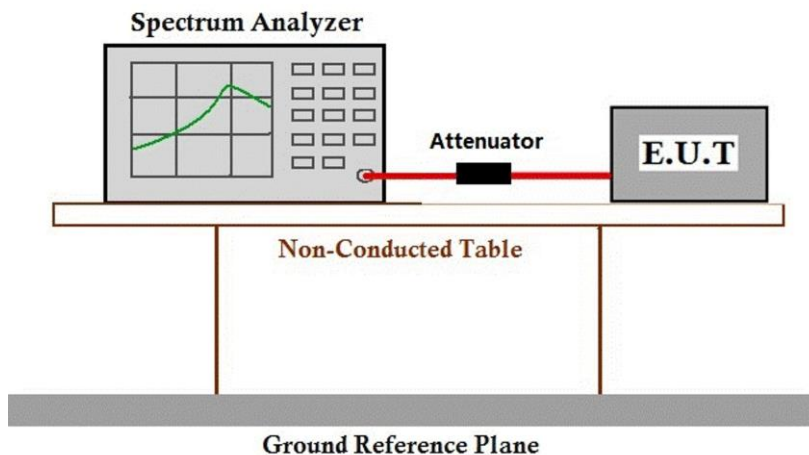 Spectrum Analyzer
Attenuator
E.U.T
Non-Conducted Table
Ground Reference Plane